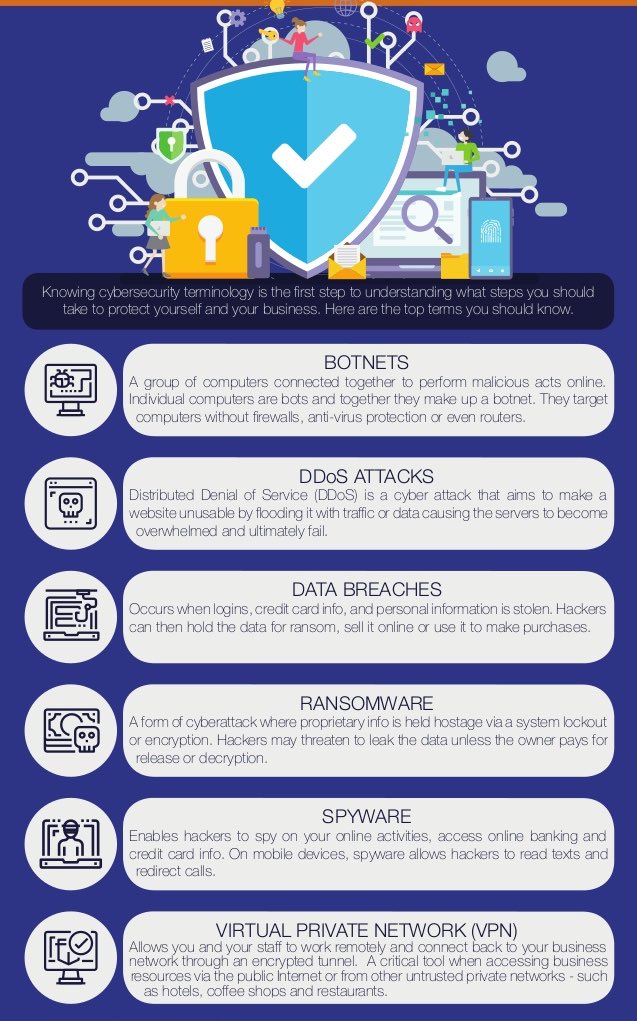 Knowing cybersecurity terminology is the first step to understanding what steps you should
take to protect yourself and your business. Here are the top terms you should know.
BOTNETS
A group of computers connected together to perform malicious acts online.
Individual computers are bots and together they make up a botnet. They target
computers without firewalls, anti-virus protection or even routers.
DDoS ATTACKS
Distributed Denial of Service (DDoS) is a cyber attack that aims to make a
website unusable by flooding it with traffic or data causing the servers to become
overwhelmed and ultimately fail.
DATA BREACHES
Occurs when logins, credit card info, and personal information is stolen. Hackers
can then hold the data for ransom, sell it online or use it to make purchases.
RANSOMWARE
A form of cyberattack where proprietary info is held hostage via a system lockout
or encryption. Hackers may threaten to leak the data unless the owner pays for
release or decryption.
SPYWARE
Enables hackers to spy on your online activities, access online banking and
credit card info. On mobile devices, spyware allows hackers to read texts and
redirect calls.
VIRTUAL PRIVATE NETWORK (VPN)
Allows you and your staff to work remotely and connect back to your business
network through an encrypted tunnel. A critical tool when accessing business
resources via the public Internet or from other untrusted private networks - such
as hotels, coffee shops and restaurants.